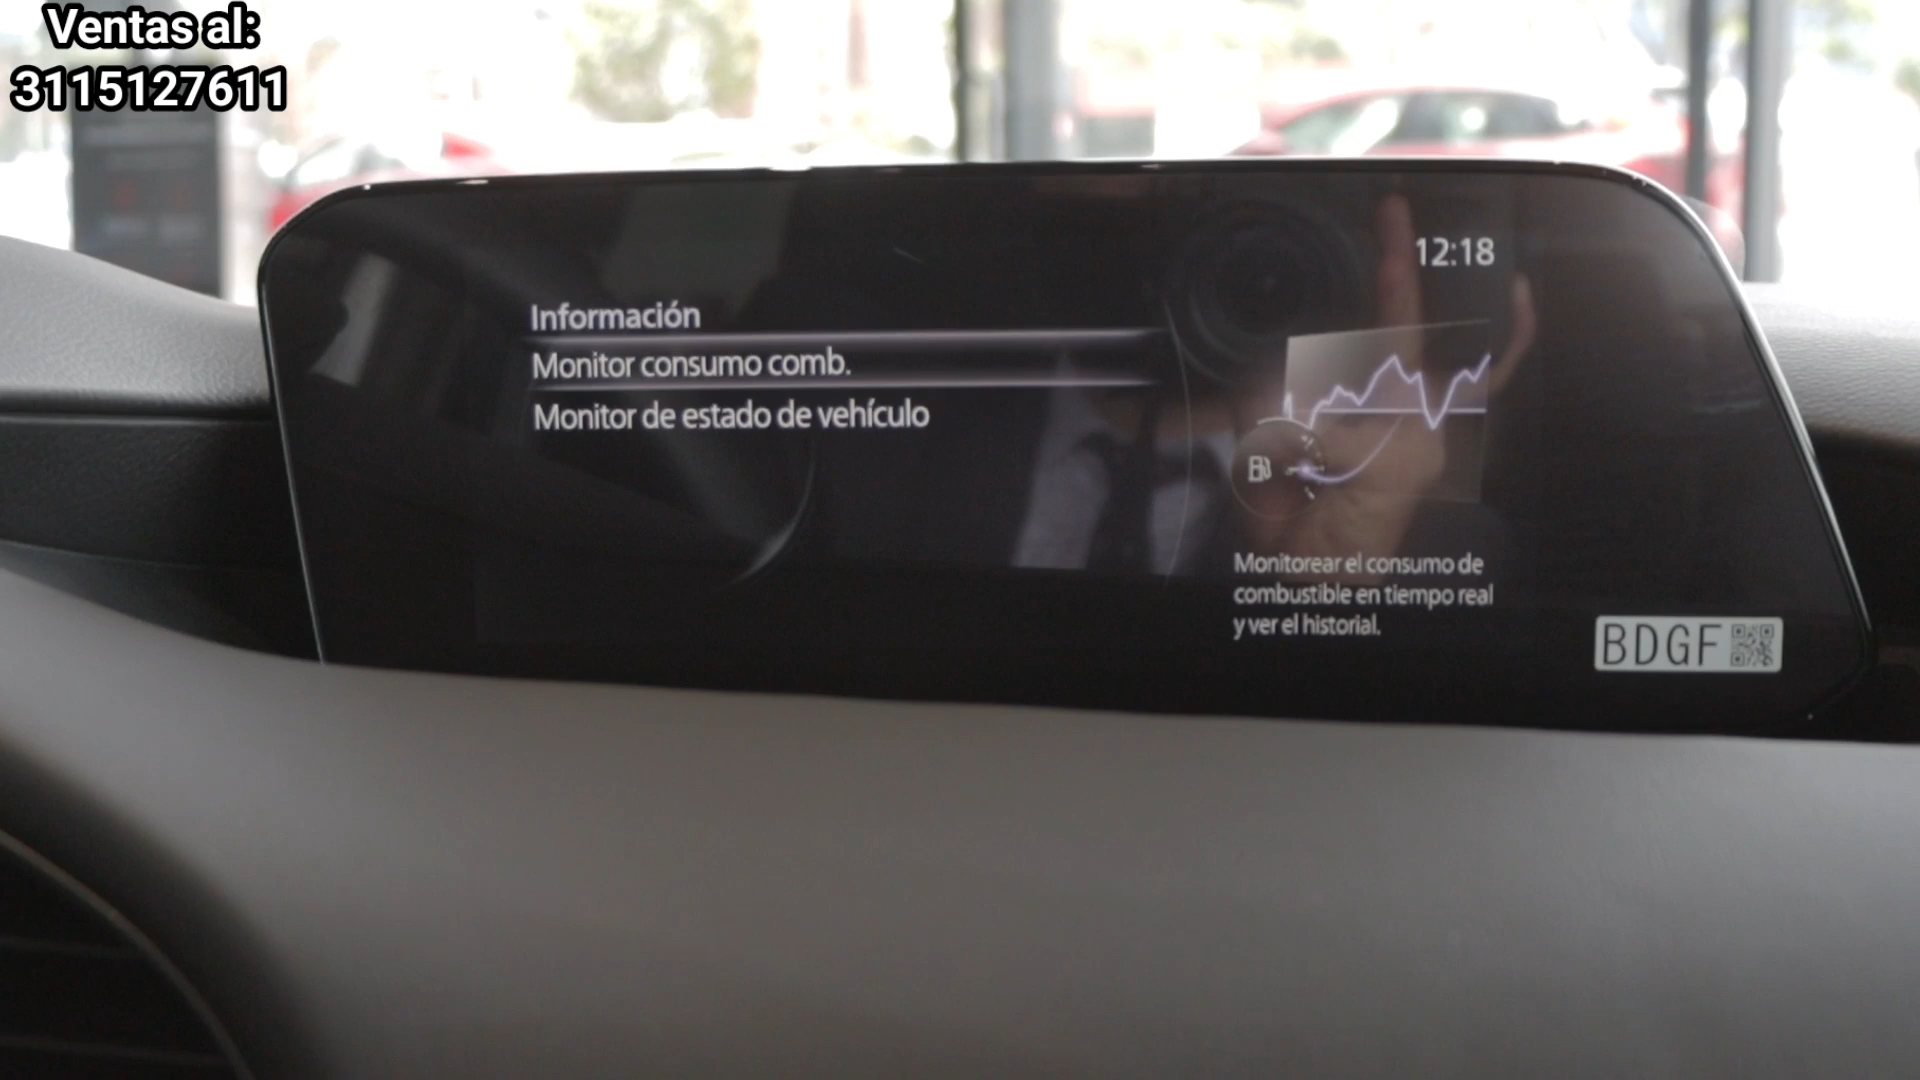 Ventas al:
3115127611
12:18
Información
Monitor consumo comb.
Monitor de estado de vehículo
Monitorear el consumo de
combustible en tiempo real
y ver el historial.
BDGF